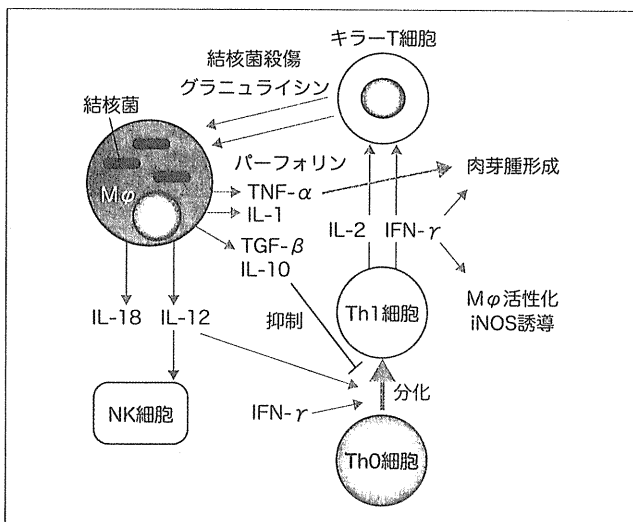 キラーT細胞
結核菌殺傷
グラニュライシン
結核菌
パーフォリン
肉芽腫形成
Mφ
TNF-α
IL-1
IL-2
IFN-γ
TGF-β
IL-10
Mφ活性化
iNOS誘導
IL-18
IL-12
抑制
Th1細胞
分化
NK細胞
IFN-γ
Th0細胞